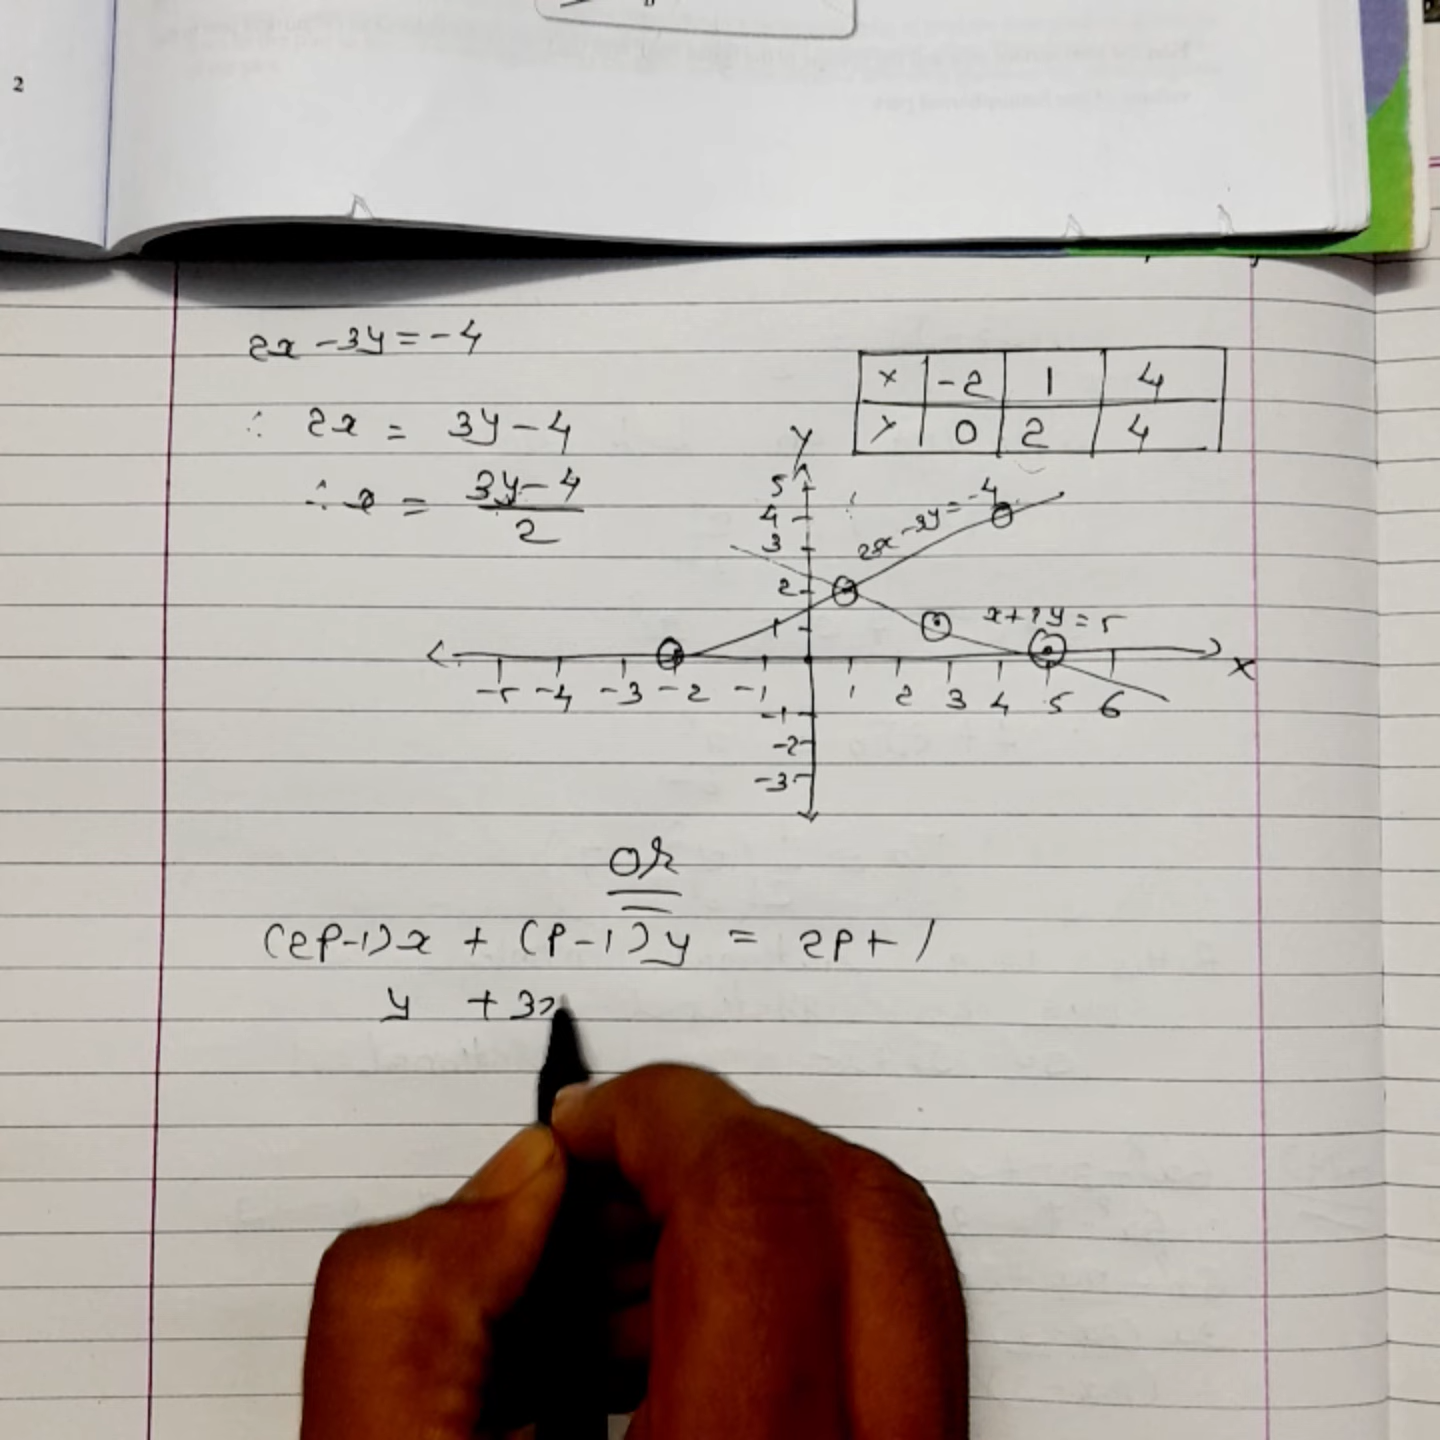 2
2x - 3y = -4
∴ 2x = 3y - 4
∴ x = 3y - 4 / 2
x | -2 | 1 | 4
y | 0 | 2 | 4
Y
5
4
3
2
1
2x - 3y = -4
x + 2y = 5
-5 -4 -3 -2 -1 1 2 3 4 5 6 X
-1
-2
-3
OR
(2P-1)x + (P-1)y = 2P + 1
y + 3x